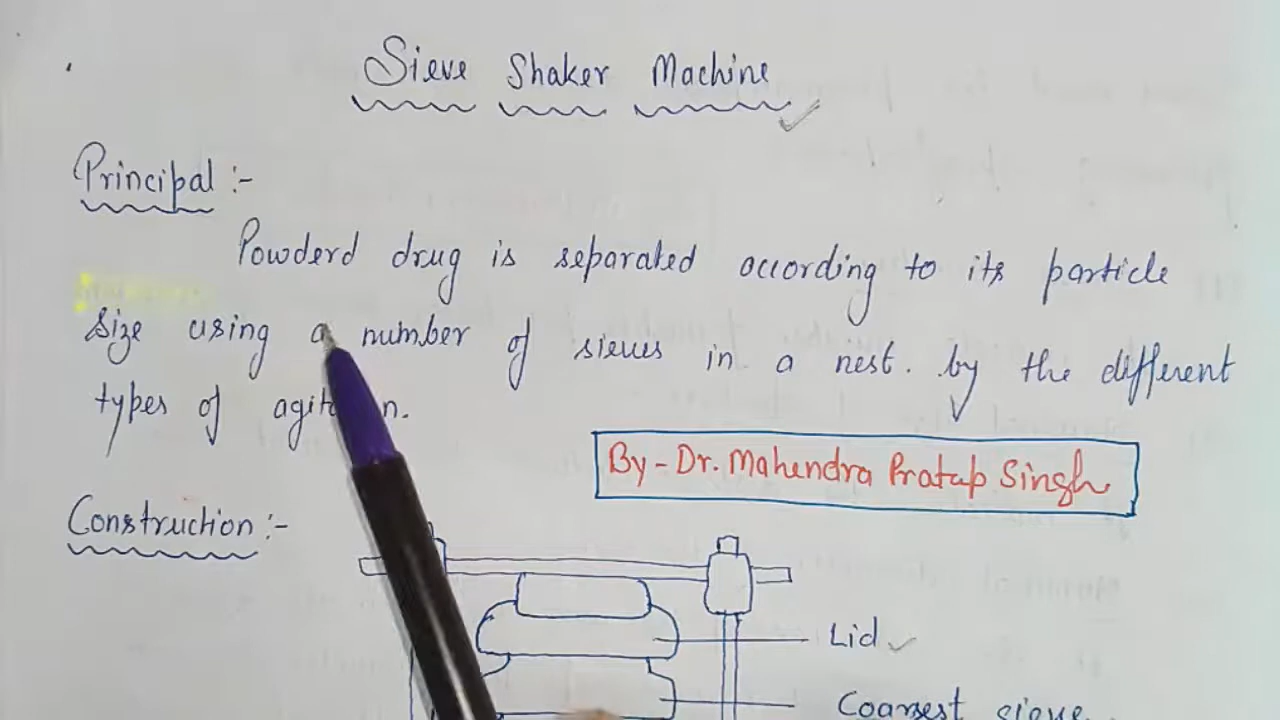 Sieve Shaker Machine
Principal :-
Powderd drug is separated according to its particle
size using a number of sieves in a nest. by the different
types of
By - Dr. Mahendra Pratap Singh
Construction :-
Lid
Coarsest sieve